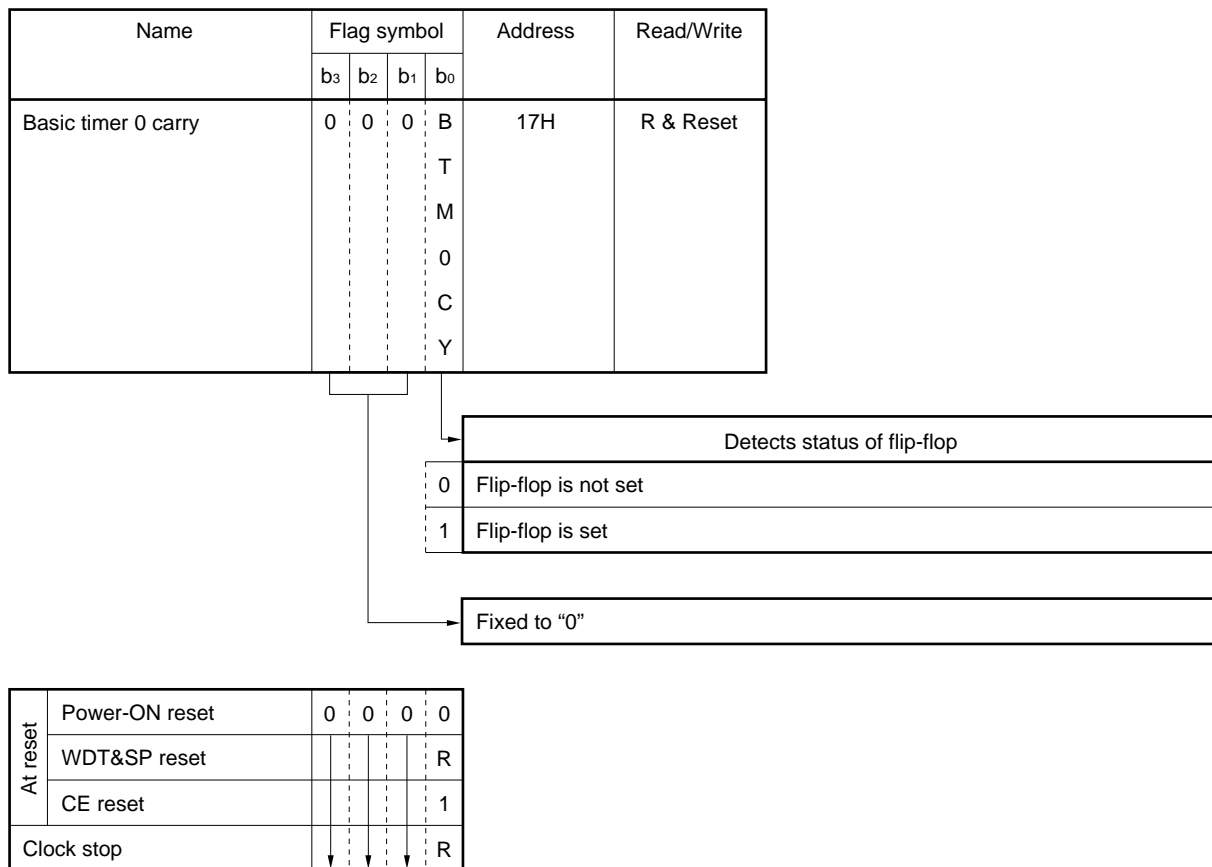 Name Flag symbol Address Read/Write
b3 b2 b1 b0
Basic timer 0 carry 0 0 0 B 17H R & Reset
T
M
0
C
Y
Detects status of flip-flop
0 Flip-flop is not set
1 Flip-flop is set
Fixed to “0”
At reset
Power-ON reset 0 0 0 0
WDT&SP reset R
CE reset 1
Clock stop R